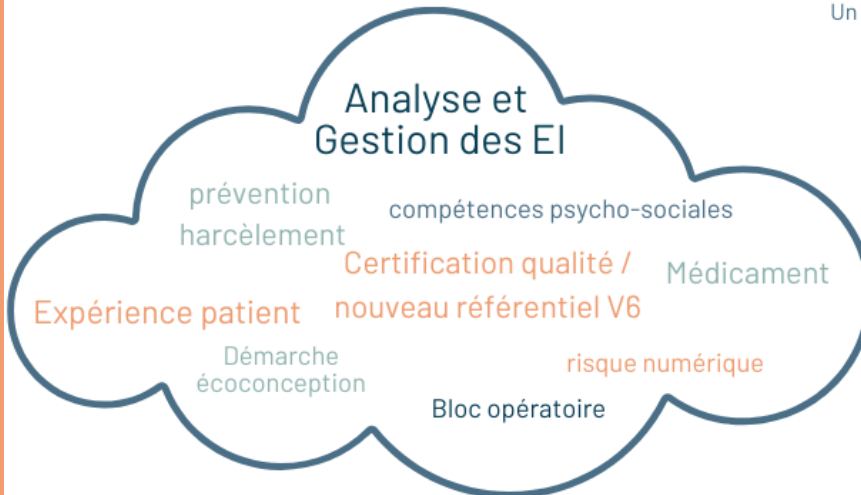 Un
Analyse et
Gestion des EI
prévention
harcèlement
compétences psycho-sociales
Certification qualité /
nouveau référentiel V6
Médicament
Expérience patient
Démarche
écoconception
risque numérique
Bloc opératoire